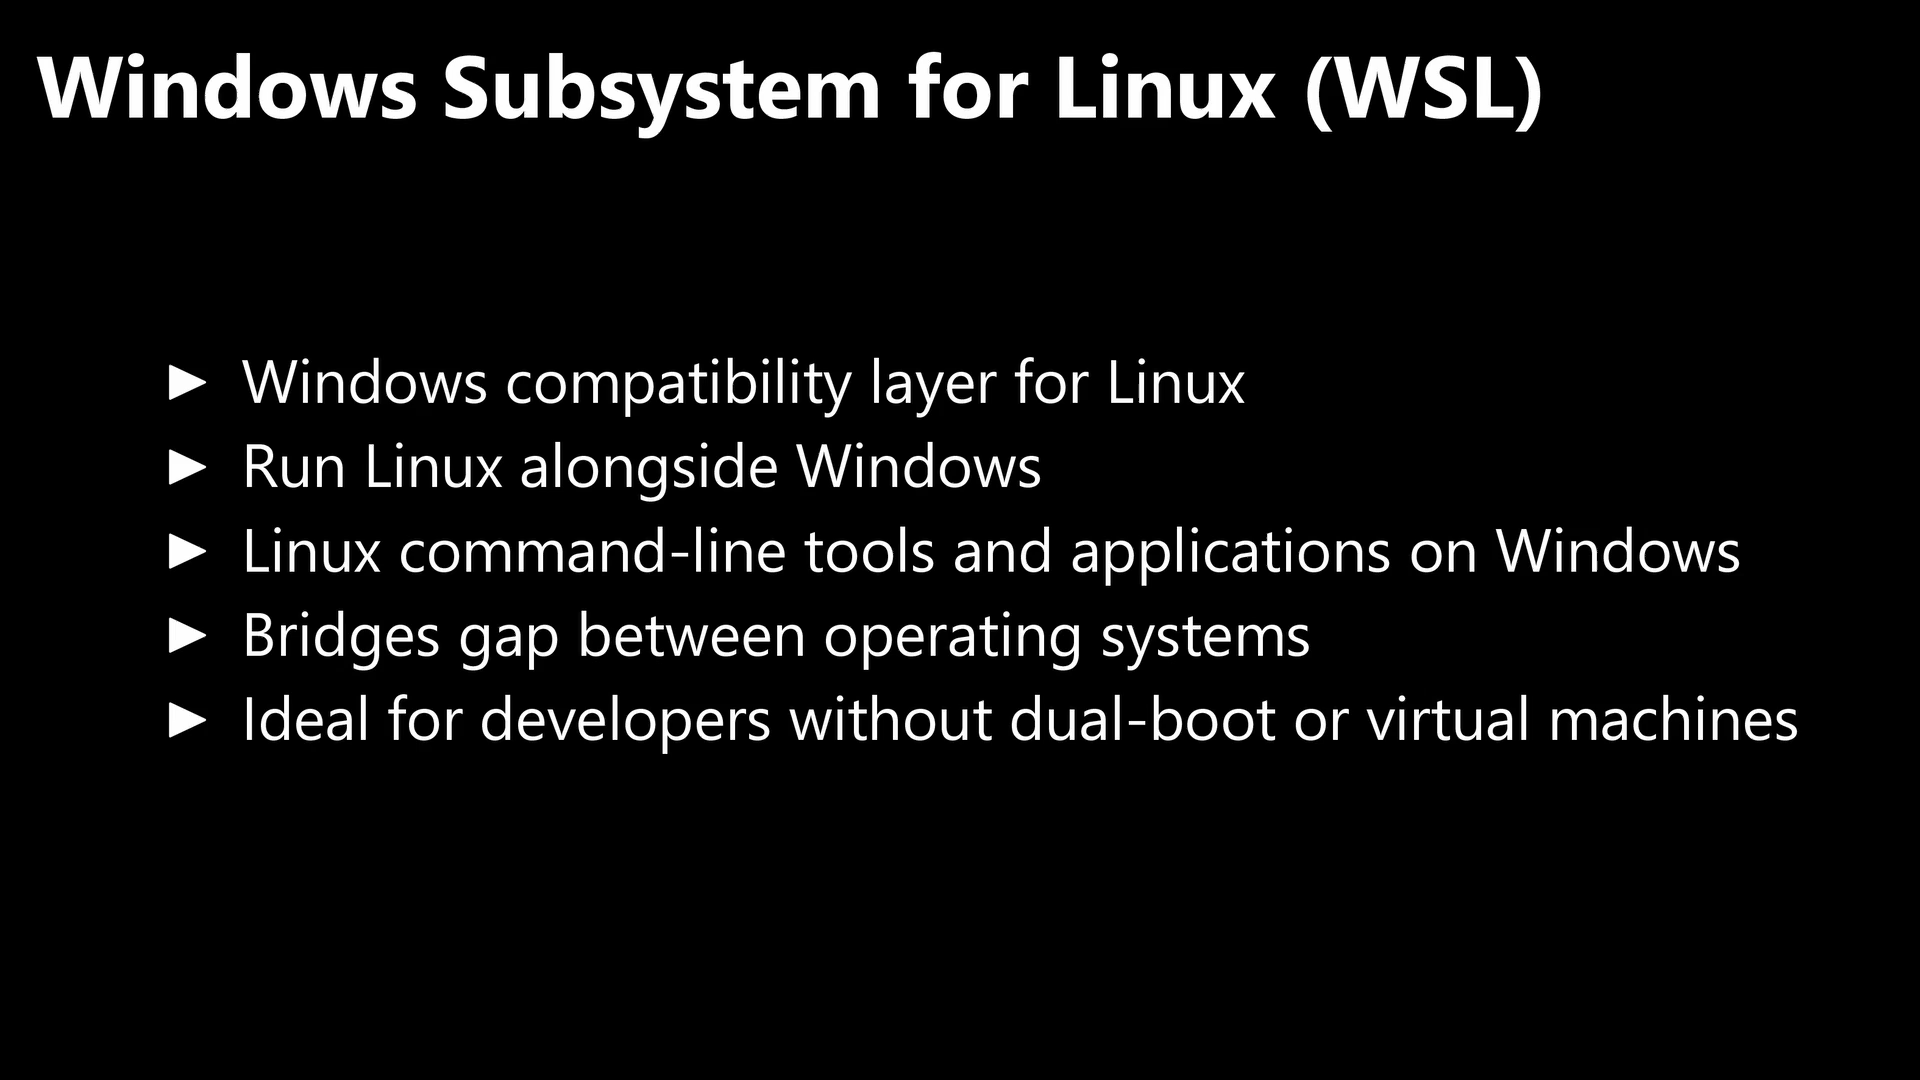 Windows Subsystem for Linux (WSL)
► Windows compatibility layer for Linux
► Run Linux alongside Windows
► Linux command-line tools and applications on Windows
► Bridges gap between operating systems
► Ideal for developers without dual-boot or virtual machines